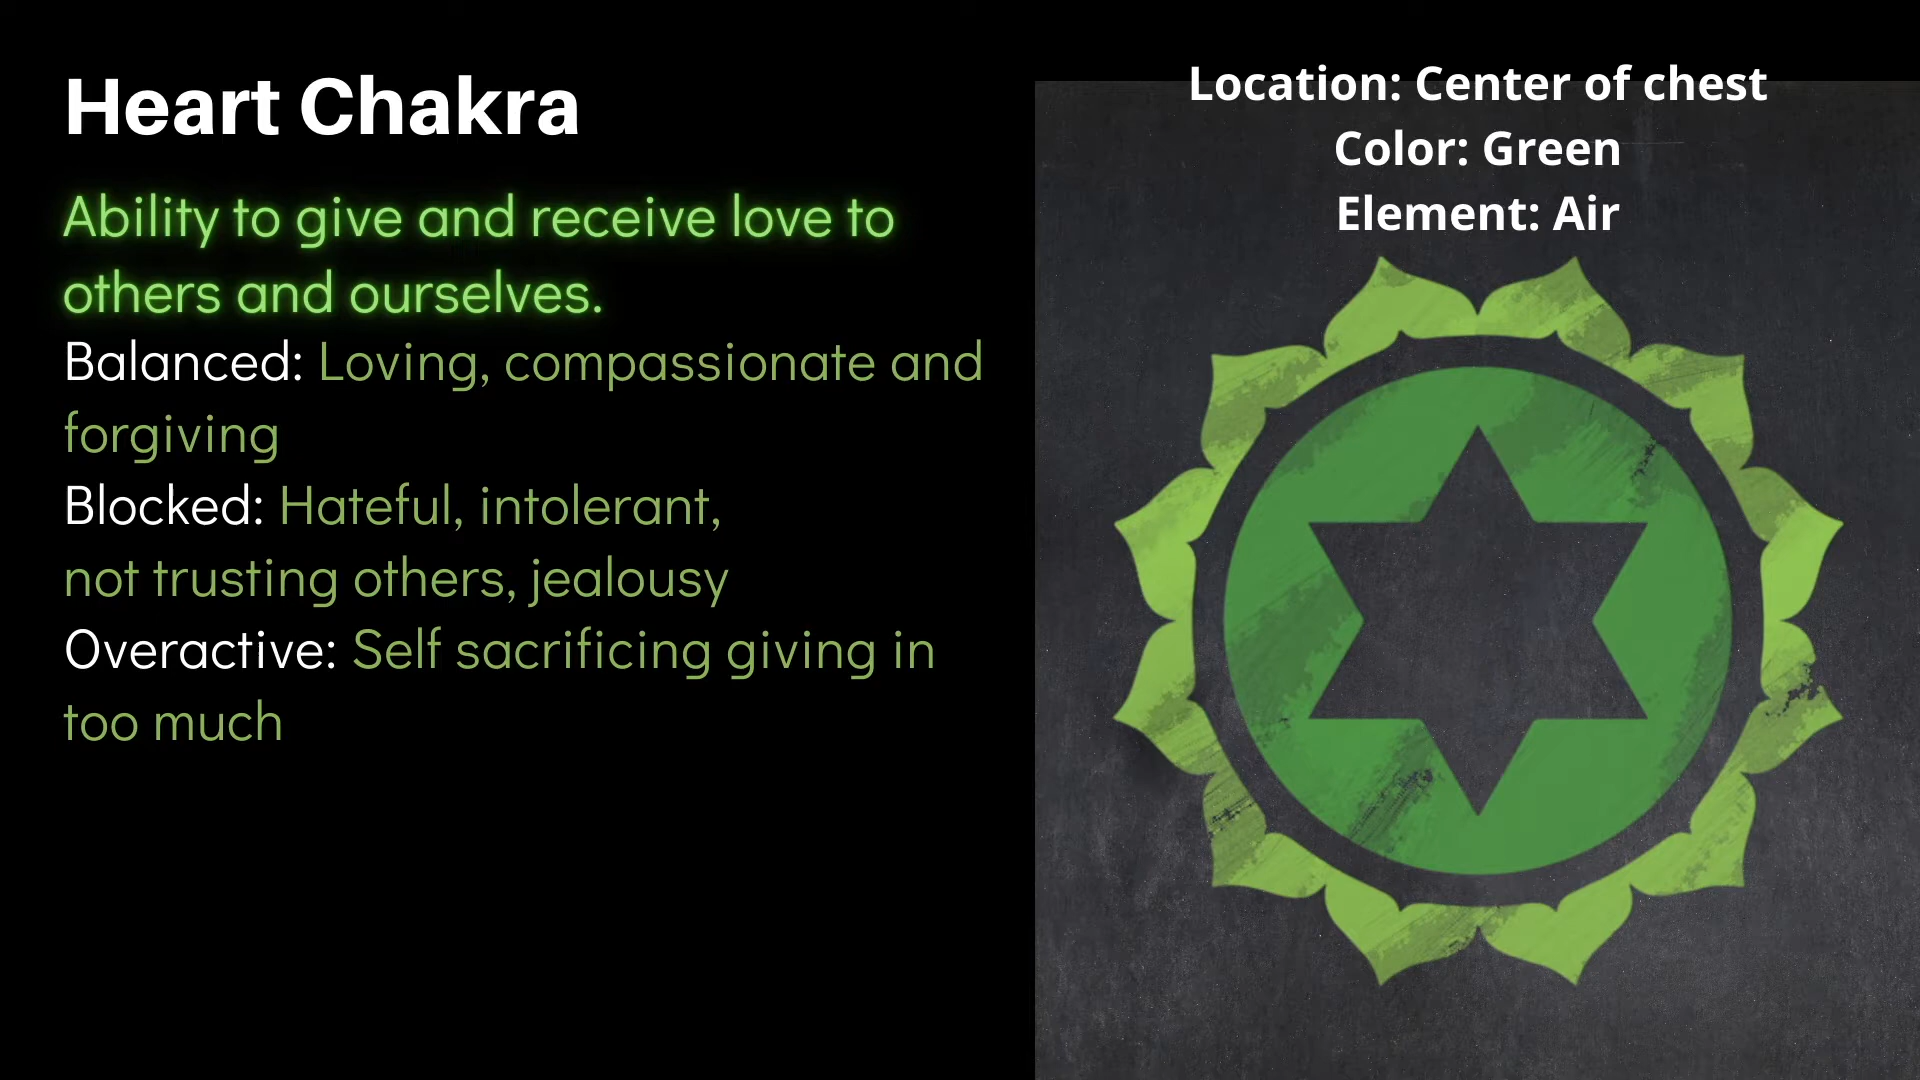 Heart Chakra
Ability to give and receive love to
others and ourselves.
Balanced: Loving, compassionate and
forgiving
Blocked: Hateful, intolerant,
not trusting others, jealousy
Overactive: Self sacrificing giving in
too much
Location: Center of chest
Color: Green
Element: Air